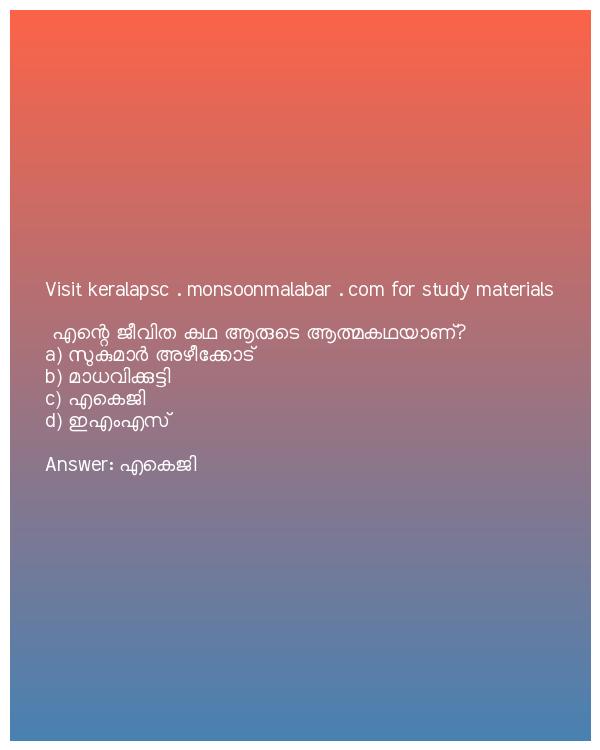 Visit keralapsc . monsoonmalabar . com for study materials
എന്റെ ജീവിത കഥ ആരുടെ ആത്മകഥയാണ്?
a) സുകുമാർ അഴീക്കോട്
b) മാധവിക്കുട്ടി
c) എകെജി
d) ഇഎംഎസ്
Answer: എകെജി